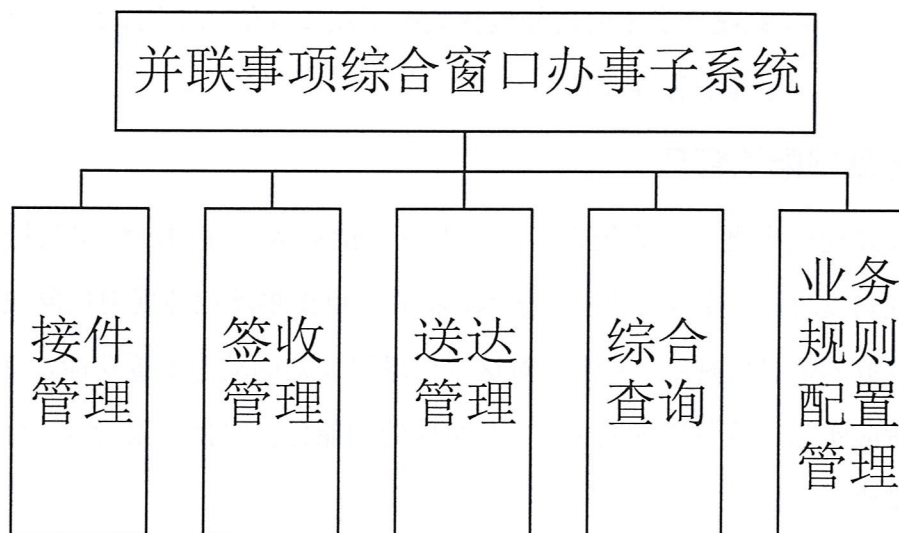 并联事项综合窗口办事子系统
接件
管理
签收
管理
送达
管理
综合
查询
业务
规则
配置
管理